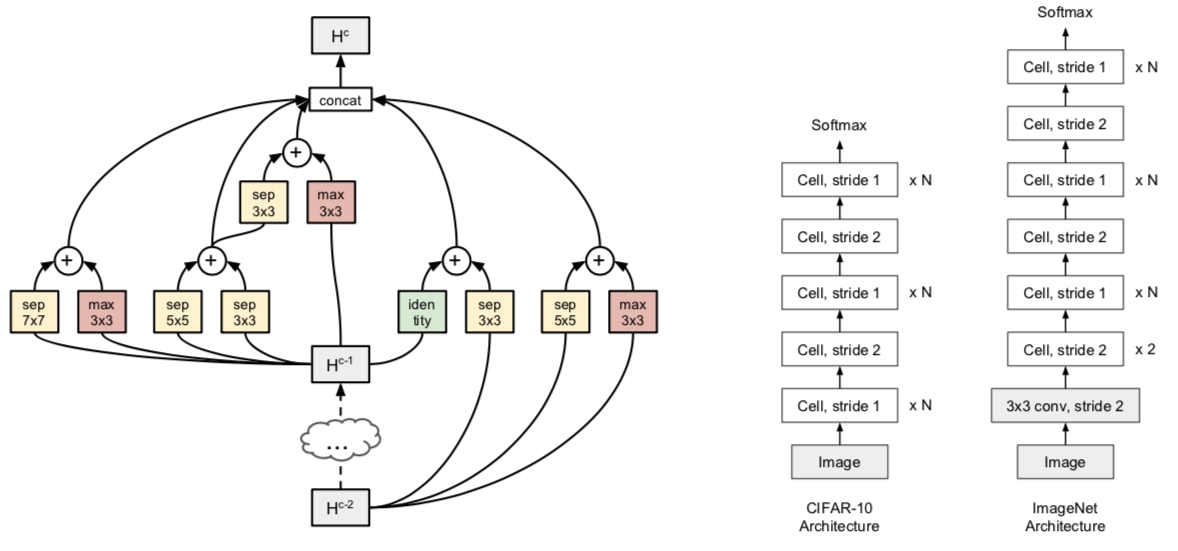 H^c
concat
+
sep
3x3
max
3x3
+
+
+
+
sep
7x7
max
3x3
sep
5x5
sep
3x3
iden
tity
sep
3x3
sep
5x5
max
3x3
H^c-1
...
H^c-2
Softmax
Cell, stride 1 x N
Cell, stride 2
Cell, stride 1 x N
Cell, stride 2
Cell, stride 1 x N
Image
CIFAR-10
Architecture
Softmax
Cell, stride 1 x N
Cell, stride 2
Cell, stride 1 x N
Cell, stride 2
Cell, stride 1 x N
Cell, stride 2 x 2
3x3 conv, stride 2
Image
ImageNet
Architecture